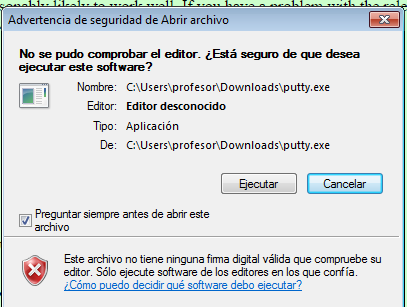 sonably likely to work well. If you have a problem with the rele
Advertencia de seguridad de Abrir archivo
No se pudo comprobar el editor. ¿Está seguro de que desea
ejecutar este software?
Nombre: C:\Users\profesor\Downloads\putty.exe
Editor: Editor desconocido
Tipo: Aplicación
De: C:\Users\profesor\Downloads\putty.exe
Ejecutar Cancelar
Preguntar siempre antes de abrir este
archivo
Este archivo no tiene ninguna firma digital válida que compruebe su
editor. Sólo ejecute software de los editores en los que confía.
¿Cómo puedo decidir qué software debo ejecutar?